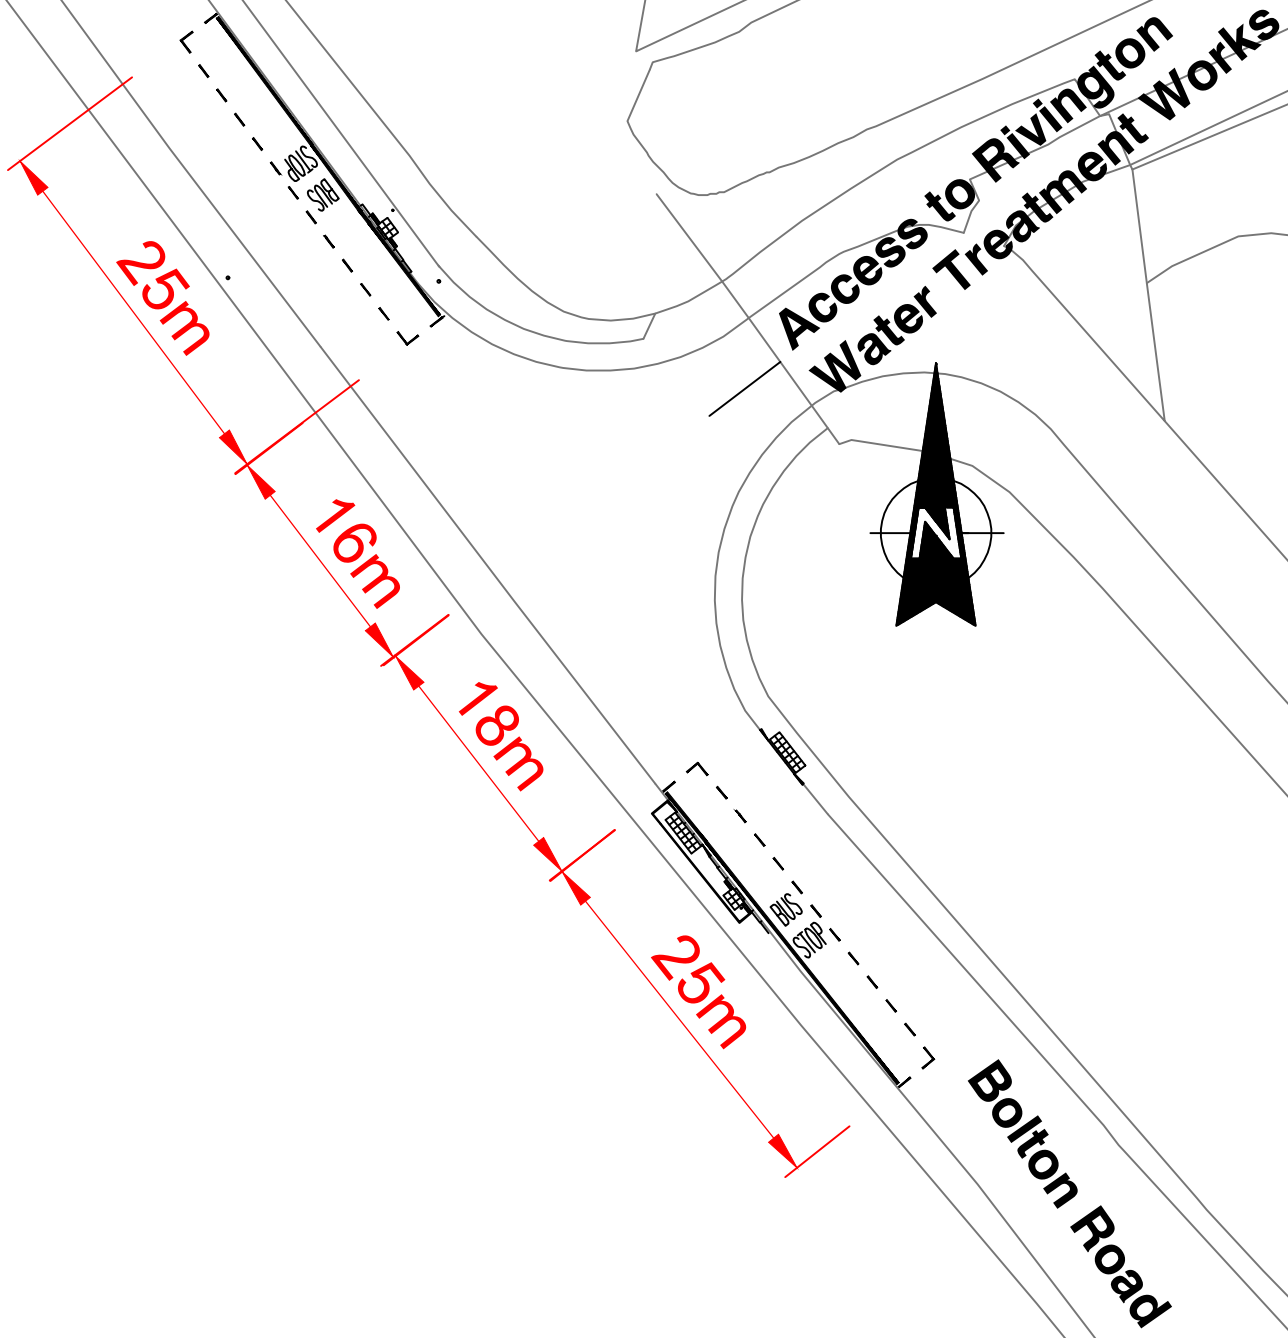 Access to Rivington
Water Treatment Works
BUS
STOP
25m
16m
N
18m
BUS
STOP
25m
Bolton Road